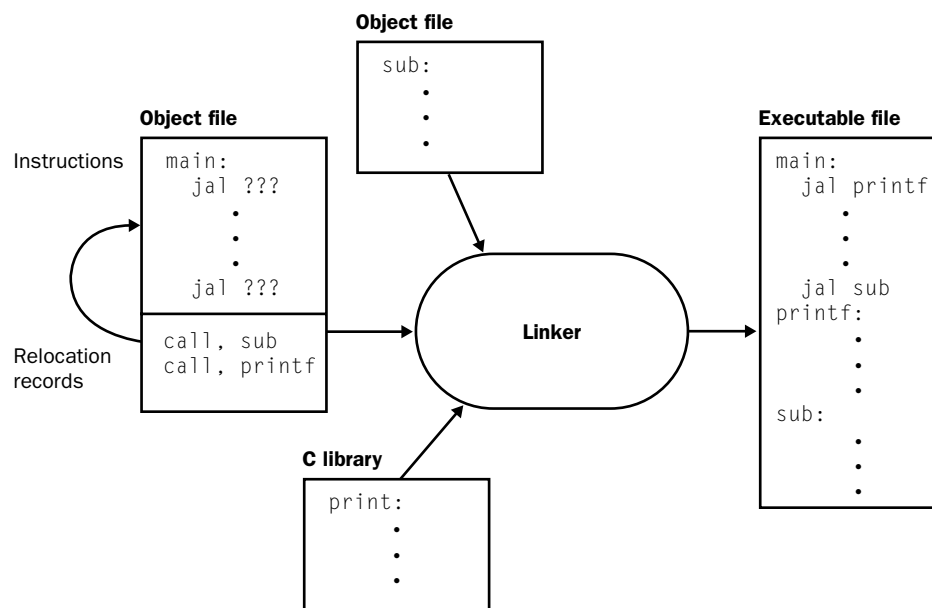 Object file
sub:
Object file
Instructions
main:
jal ???
jal ???
Relocation
records
call, sub
call, printf
Linker
C library
print:
Executable file
main:
jal printf
jal sub
printf:
sub: